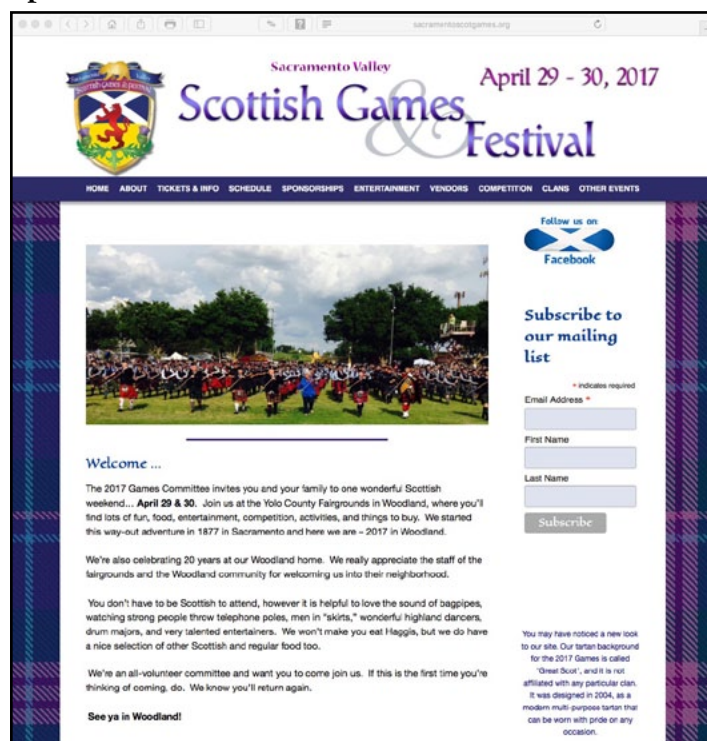 sacramentoscotgames.org
Sacramento Valley
Scottish Games
& Festival
April 29 - 30, 2017
Sacramento Valley
Scottish Games & Festival
HOME ABOUT TICKETS & INFO SCHEDULE SPONSORSHIPS ENTERTAINMENT VENDORS COMPETITION CLANS OTHER EVENTS
Follow us on:
Facebook
Subscribe to
our mailing
list
* indicates required
Email Address *
First Name
Last Name
Subscribe
Welcome ...
The 2017 Games Committee invites you and your family to one wonderful Scottish
weekend... April 29 & 30. Join us at the Yolo County Fairgrounds in Woodland, where you'll
find lots of fun, food, entertainment, competition, activities, and things to buy. We started
this way-out adventure in 1877 in Sacramento and here we are – 2017 in Woodland.
We're also celebrating 20 years at our Woodland home. We really appreciate the staff of the
fairgrounds and the Woodland community for welcoming us into their neighborhood.
You don't have to be Scottish to attend, however it is helpful to love the sound of bagpipes,
watching strong people throw telephone poles, men in "skirts," wonderful highland dancers,
drum majors, and very talented entertainers. We won't make you eat Haggis, but we do have
a nice selection of other Scottish and regular food too.
We're an all-volunteer committee and want you to come join us. If this is the first time you're
thinking of coming, do. We know you'll return again.
See ya in Woodland!
You may have noticed a new look
to our site. Our tartan background
for the 2017 Games is called
'Great Scot', and it is not
affiliated with any particular clan.
It was designed in 2004, as a
modern multi-purpose tartan that
can be worn with pride on any
occasion.